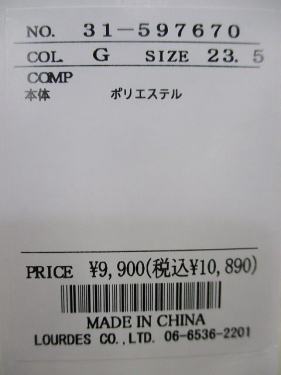 NO. 31-597670
COL G SIZE 23.5
COMP
本体 ポリエステル
PRICE ¥9,900(税込¥10,890)
MADE IN CHINA
LOURDES CO.,LTD. 06-6536-2201